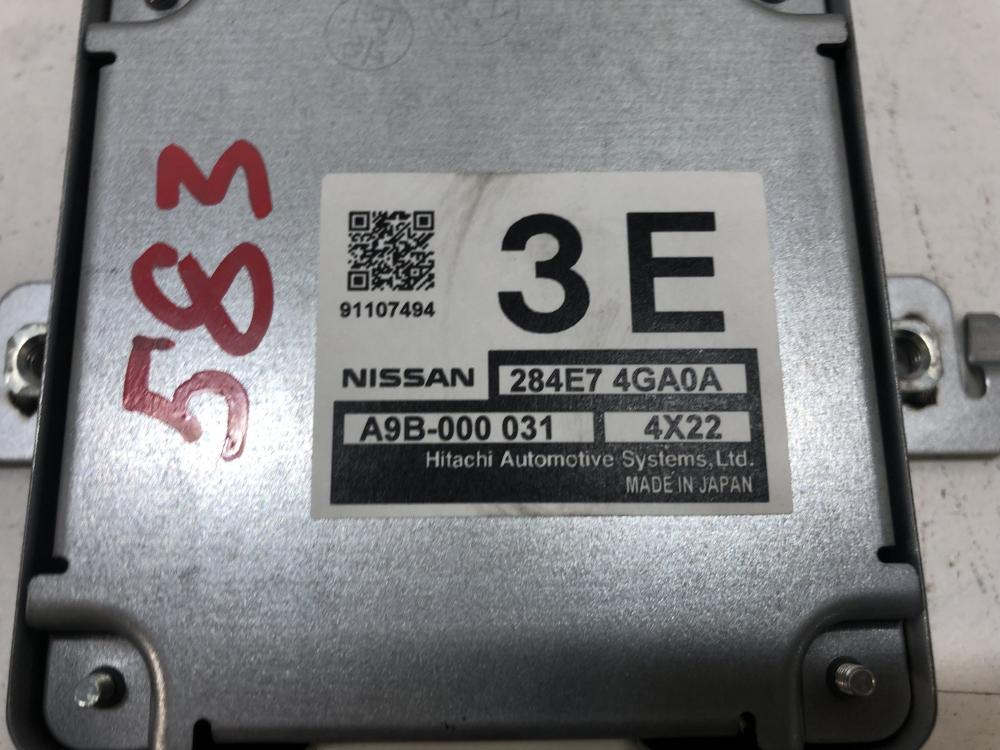 583
3E
91107494
NISSAN 284E7 4GA0A
A9B-000 031 4X22
Hitachi Automotive Systems, Ltd.
MADE IN JAPAN